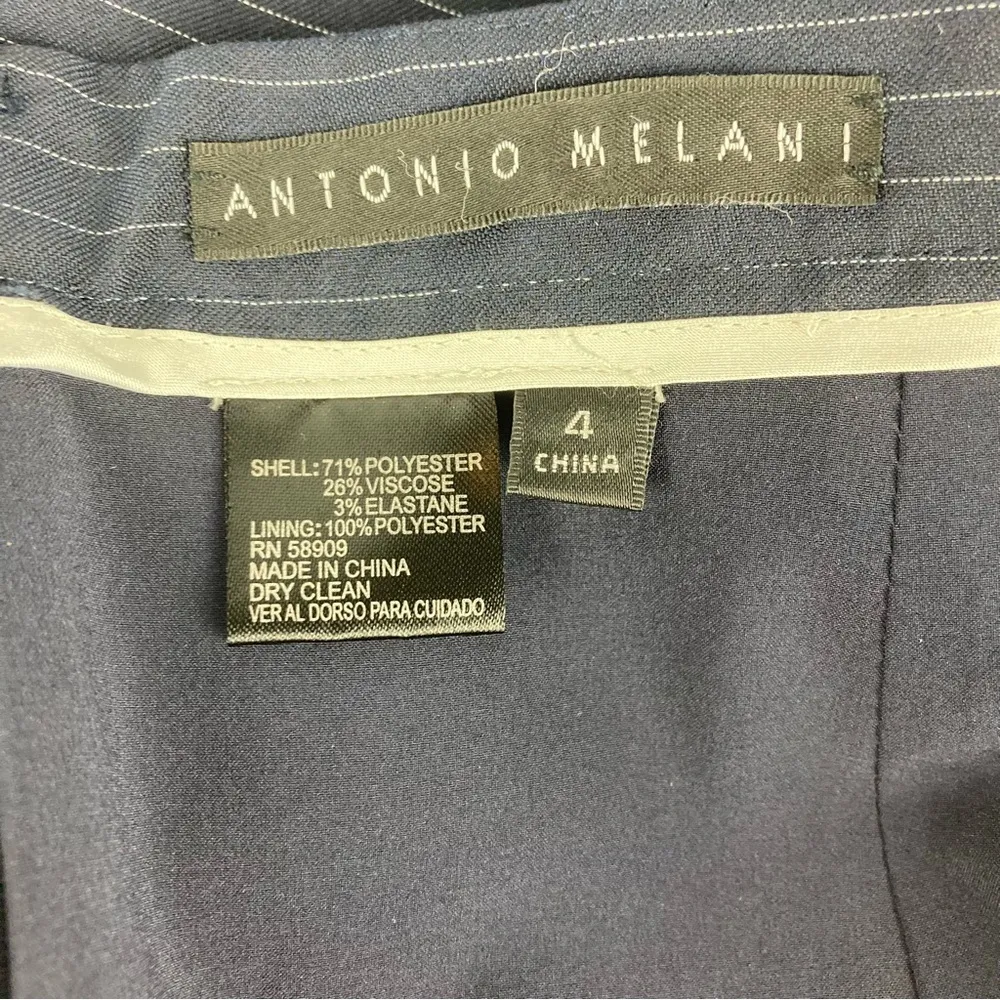 ANTONIO MELANI
4
CHINA
SHELL: 71% POLYESTER
26% VISCOSE
3% ELASTANE
LINING: 100% POLYESTER
RN 58909
MADE IN CHINA
DRY CLEAN
VER AL DORSO PARA CUIDADO